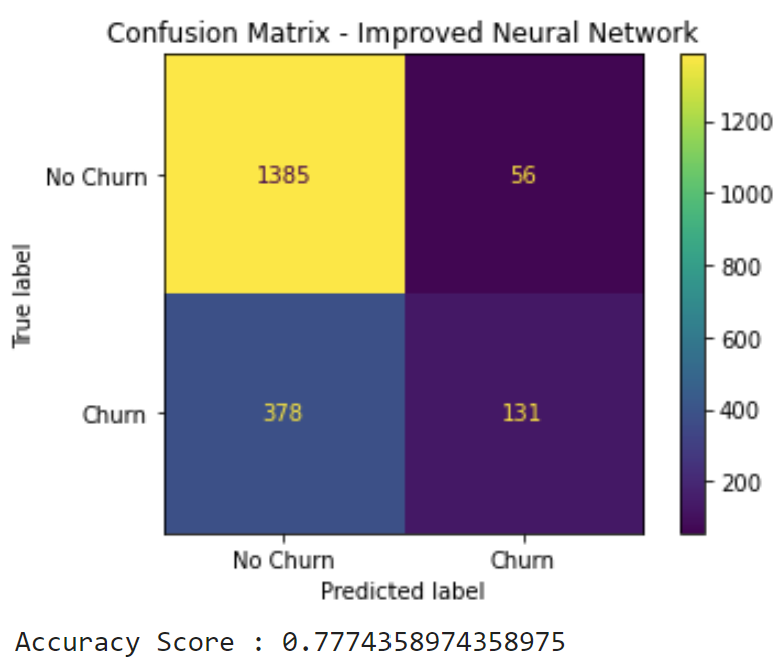 Confusion Matrix - Improved Neural Network
No Churn
1385
56
Churn
378
131
True label
No Churn
Churn
Predicted label
1200
1000
800
600
400
200
Accuracy Score : 0.7774358974358975